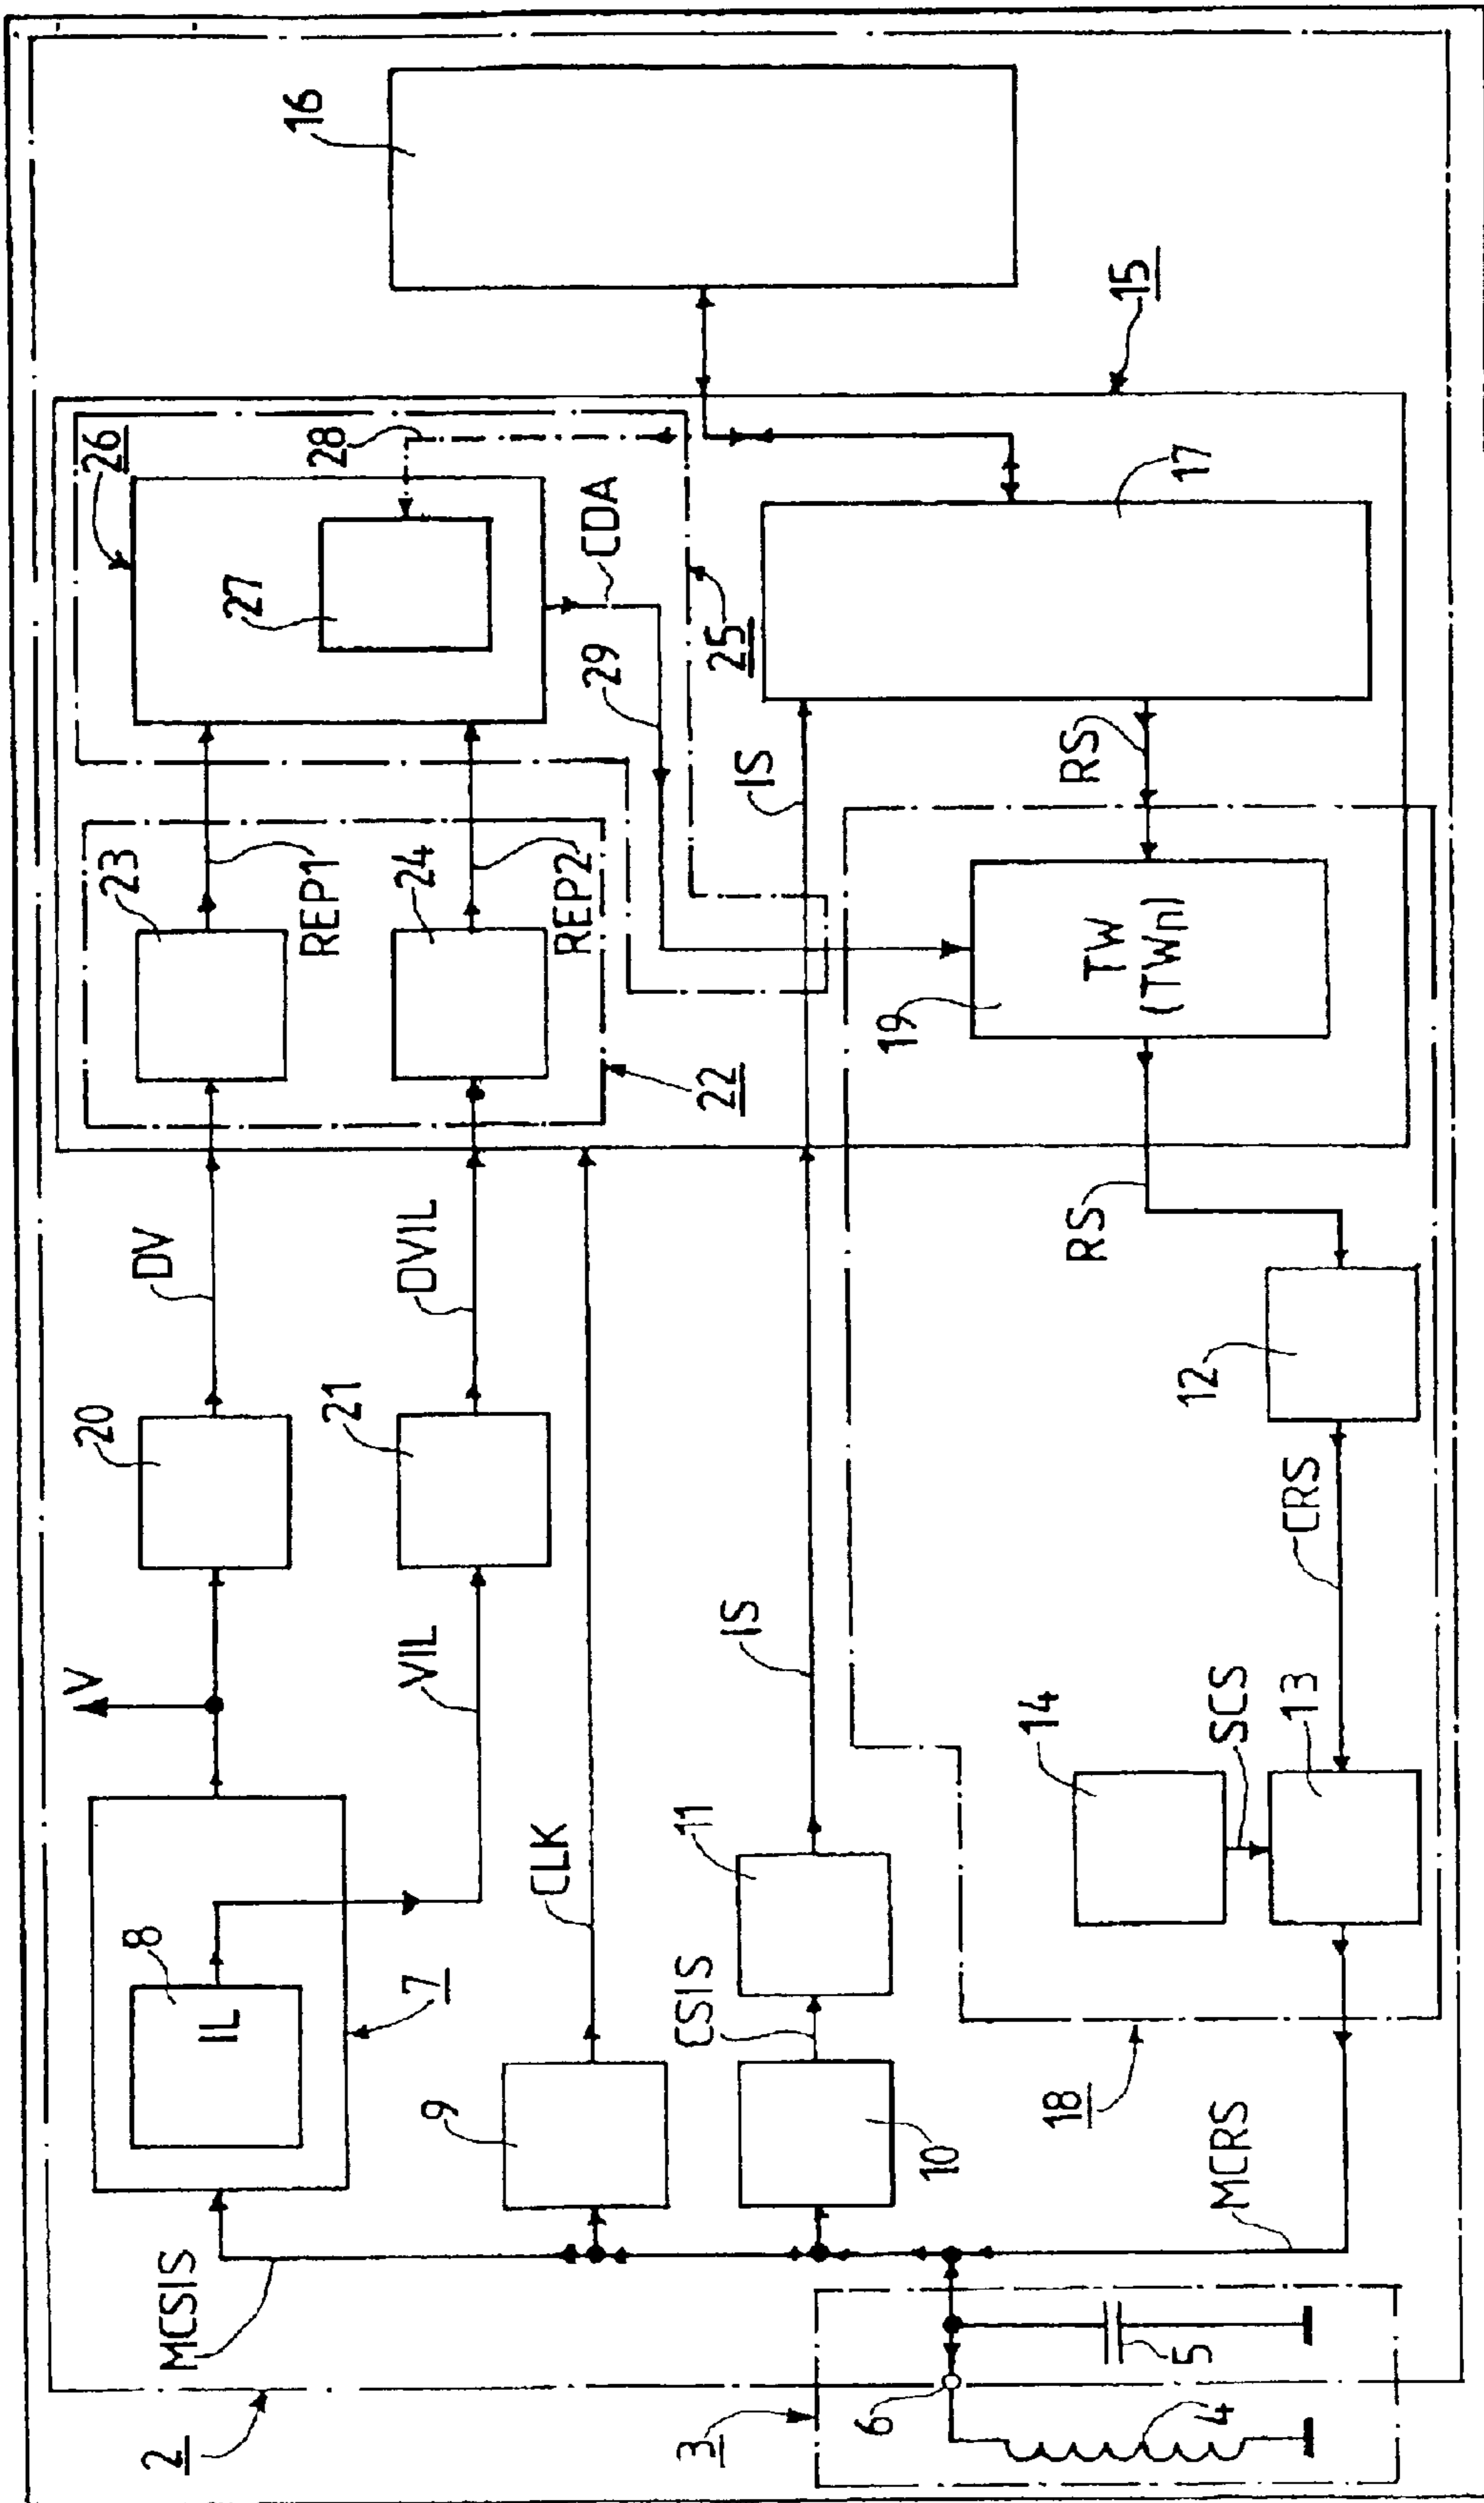 2
3
4
5
6
MCSIS
7
8
IL
9
10
ESIS
11
CLK
V
VIL
20
21
DV
DVIL
IS
MCRS
18
14
SCS
13
CRS
12
RS
22
23
24
REP1
REP2
19
TW
(TWn)
IS
RS
29
CDA
25
26
27
28
17
15
16